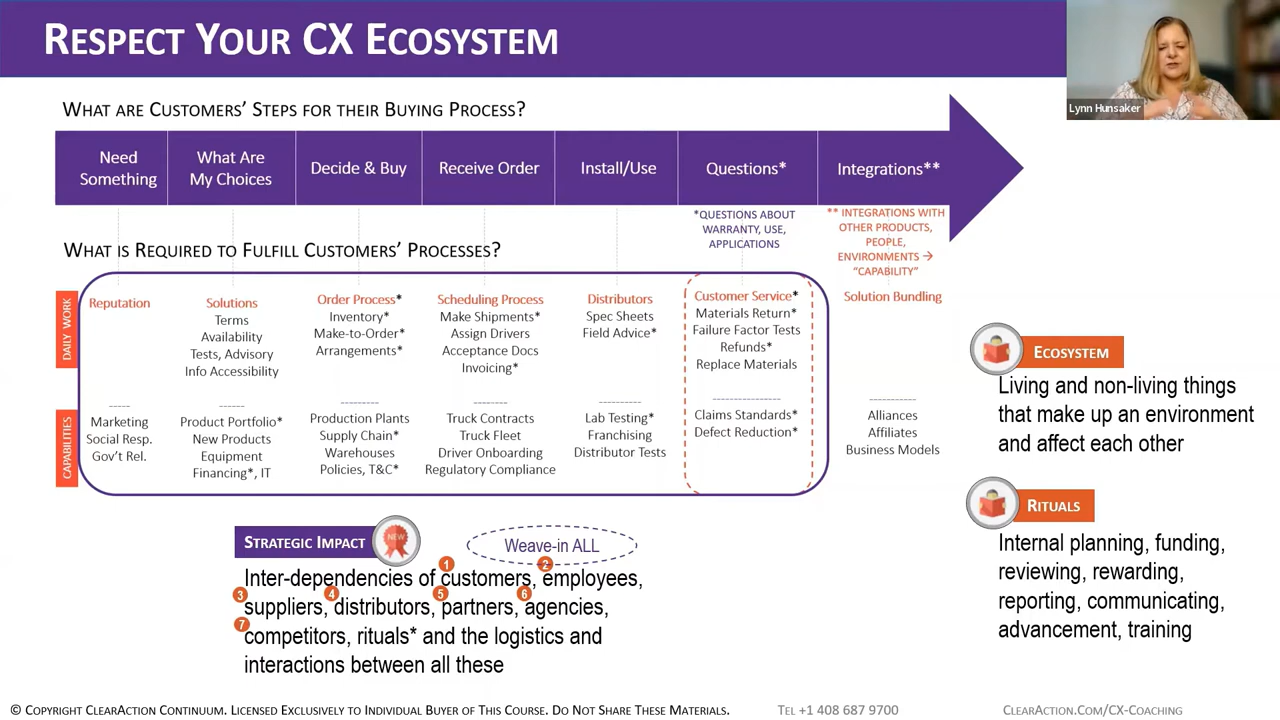 RESPECT YOUR CX ECOSYSTEM
Lynn Hunsaker
WHAT ARE CUSTOMERS' STEPS FOR THEIR BUYING PROCESS?
Need
Something
What Are
My Choices
Decide & Buy
Receive Order
Install/Use
Questions*
Integrations**
*QUESTIONS ABOUT
WARRANTY, USE,
APPLICATIONS
** INTEGRATIONS WITH
OTHER PRODUCTS,
PEOPLE,
ENVIRONMENTS →
"CAPABILITY"
WHAT IS REQUIRED TO FULFILL CUSTOMERS' PROCESSES?
DAILY WORK
Reputation
Solutions
Terms
Availability
Tests, Advisory
Info Accessibility
Order Process*
Inventory*
Make-to-Order*
Arrangements*
Scheduling Process
Make Shipments*
Assign Drivers
Acceptance Docs
Invoicing*
Distributors
Spec Sheets
Field Advice*
Customer Service*
Materials Return*
Failure Factor Tests
Refunds*
Replace Materials
Solution Bundling
CAPABILITIES
-----
Marketing
Social Resp.
Gov't Rel.
------
Product Portfolio*
New Products
Equipment
Financing*, IT
---------
Production Plants
Supply Chain*
Warehouses
Policies, T&C*
--------
Truck Contracts
Truck Fleet
Driver Onboarding
Regulatory Compliance
----------
Lab Testing*
Franchising
Distributor Tests
----------------
Claims Standards*
Defect Reduction*
-----------
Alliances
Affiliates
Business Models
ECOSYSTEM
Living and non-living things
that make up an environment
and affect each other
RITUALS
Internal planning, funding,
reviewing, rewarding,
reporting, communicating,
advancement, training
STRATEGIC IMPACT
NEW
Weave-in ALL
1 2
Inter-dependencies of customers, employees,
3 4 5 6
suppliers, distributors, partners, agencies,
7
competitors, rituals* and the logistics and
interactions between all these
© COPYRIGHT CLEARACTION CONTINUUM. LICENSED EXCLUSIVELY TO INDIVIDUAL BUYER OF THIS COURSE. DO NOT SHARE THESE MATERIALS.
TEL +1 408 687 9700
CLEARACTION.COM/CX-COACHING